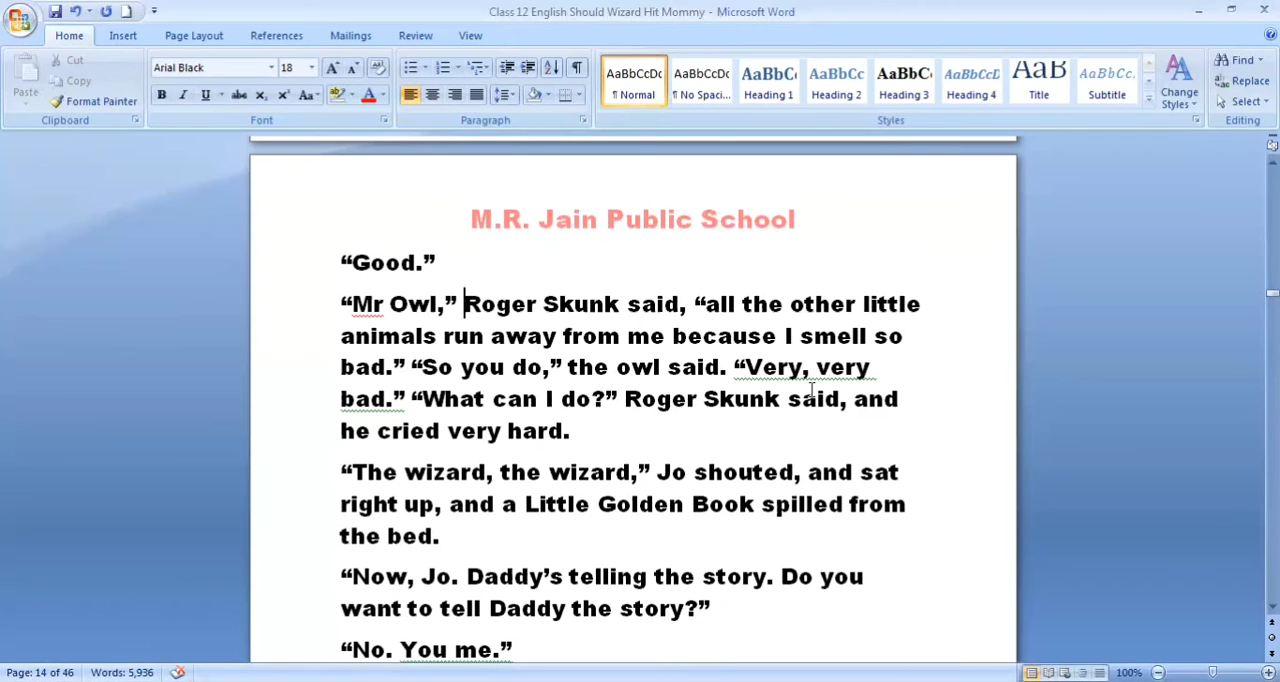 Class 12 English Should Wizard Hit Mommy - Microsoft Word
Home Insert Page Layout References Mailings Review View
Paste
Cut
Copy
Format Painter
Clipboard
Arial Black 18
Font
Paragraph
AaBbCcDc AaBbCcDc AaBbCc AaBbCc AaBbCc AaBbCcD AaB AaBbCc.
¶ Normal ¶ No Spaci... Heading 1 Heading 2 Heading 3 Heading 4 Title Subtitle
Change Styles
Styles
Find
Replace
Select
Editing
M.R. Jain Public School
“Good.”
“Mr Owl,” Roger Skunk said, “all the other little
animals run away from me because I smell so
bad.” “So you do,” the owl said. “Very, very
bad.” “What can I do?” Roger Skunk said, and
he cried very hard.
“The wizard, the wizard,” Jo shouted, and sat
right up, and a Little Golden Book spilled from
the bed.
“Now, Jo. Daddy’s telling the story. Do you
want to tell Daddy the story?”
“No. You me.”
Page: 14 of 46 Words: 5,936 100%